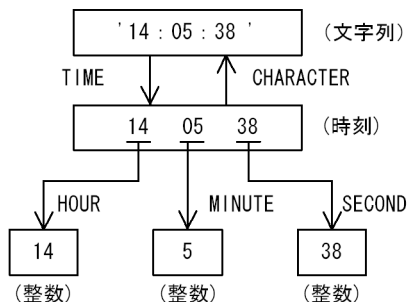 '14:05:38' (文字列)
TIME CHARACTER
14 05 38 (時刻)
HOUR MINUTE SECOND
14 5 38
(整数) (整数) (整数)